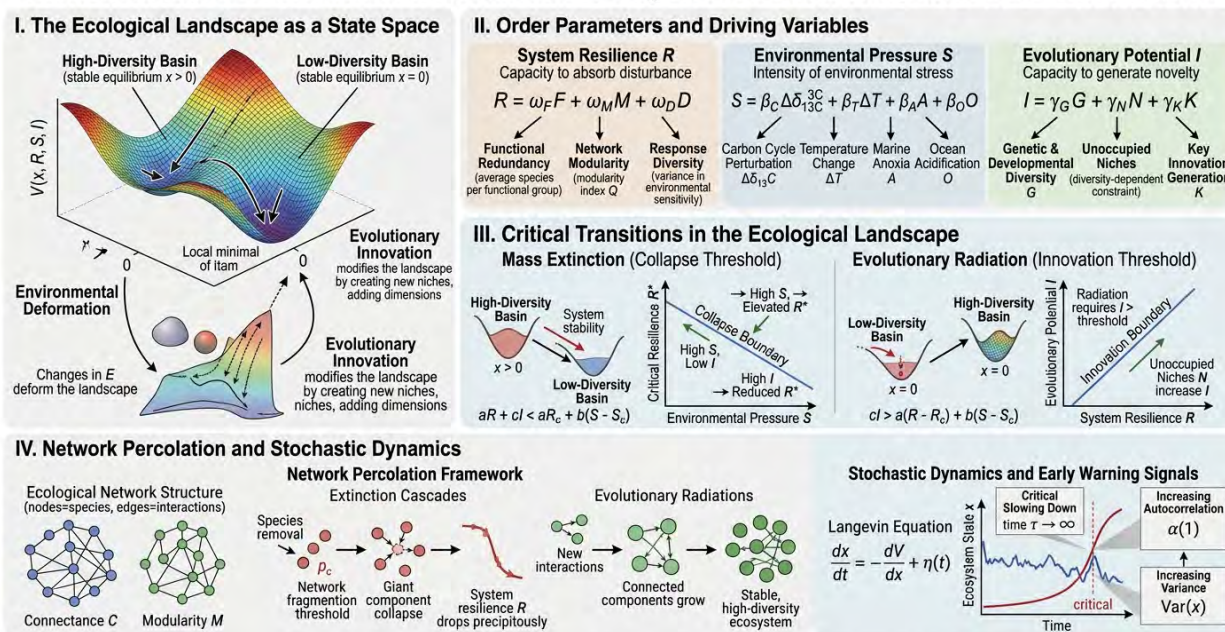 I. The Ecological Landscape as a State Space
High-Diversity Basin
(stable equilibrium x > 0)
Low-Diversity Basin
(stable equilibrium x = 0)
V(x, R, S, I)
0
Local minimal
of itam
0
Environmental
Deformation
Evolutionary
Innovation
modifies the landscape
by creating new niches,
adding dimensions
Changes in E
deform the landscape
Evolutionary
Innovation
modifies the landscape
by creating new niches,
niches, adding dimensions
II. Order Parameters and Driving Variables
System Resilience R
Capacity to absorb disturbance
R = ω_F F + ω_M M + ω_D D
Functional
Redundancy
(average species
per functional group)
Network
Modularity
(modularity
index Q)
Response
Diversity
(variance in
environmental
sensitivity)
Environmental Pressure S
Intensity of environmental stress
S = β_C Δδ_13C^3C + β_T ΔT + β_A A + β_O O
Carbon Cycle
Perturbation
Δδ_13 C
Temperature
Change
ΔT
Marine
Anoxia
A
Ocean
Acidification
O
Evolutionary Potential I
Capacity to generate novelty
I = γ_G G + γ_N N + γ_K K
Genetic &
Developmental
Diversity
G
Unoccupied
Niches
(diversity-dependent
constraint)
Key
Innovation
Generation
K
III. Critical Transitions in the Ecological Landscape
Mass Extinction (Collapse Threshold)
High-Diversity
Basin
x > 0
System
stability
Low-Diversity
Basin
x = 0
aR + cI < aR_c + b(S - S_c)
Critical Resilience R*
→ High S, →
Elevated R*
Collapse Boundary
High S,
Low I
High I
→ Reduced R*
Environmental Pressure S
Evolutionary Radiation (Innovation Threshold)
Low-Diversity
Basin
x = 0
High-Diversity
Basin
x = 0
cI > a(R - R_c) + b(S - S_c)
Evolutionary Potential I
Radiation
requires I >
threshold
Innovation Boundary
Unoccupied
Niches N
increase I
System Resilience R
IV. Network Percolation and Stochastic Dynamics
Ecological Network Structure
(nodes=species, edges=interactions)
Connectance C
Modularity M
Network Percolation Framework
Extinction Cascades
Species
removal
p_c
Network
fragmention
threshold
Giant
component
collapse
System
resilience R
drops precipitously
Evolutionary Radiations
New
interactions
Connected
components grow
Stable,
high-diversity
ecosystem
Stochastic Dynamics and Early Warning Signals
Langevin Equation
dx/dt = -dV/dx + η(t)
Ecosystem State x
Critical
Slowing Down
time τ → ∞
critical
Time
Increasing
Autocorrelation
α(1)
Increasing
Variance
Var(x)